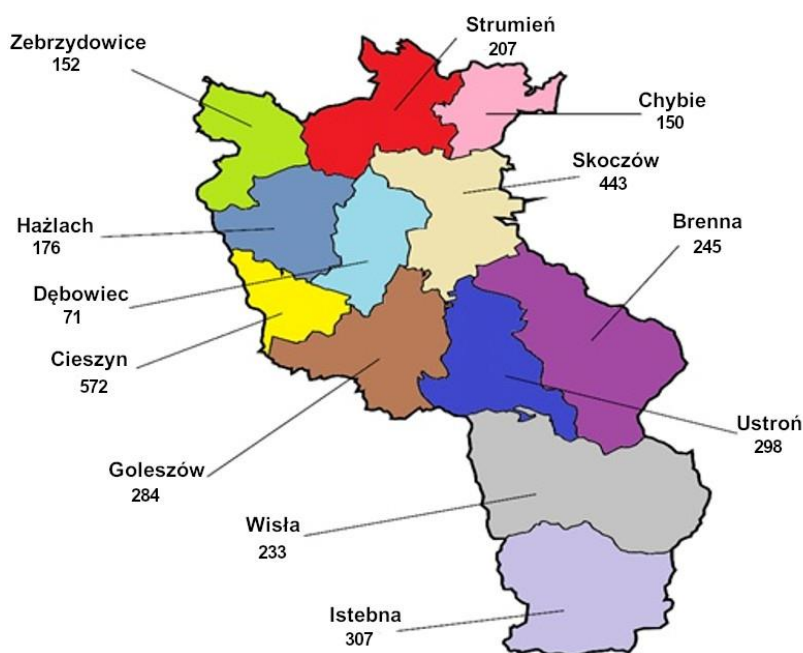 Zebrzydowice
152
Strumień
207
Chybie
150
Skoczów
443
Hażlach
176
Brenna
245
Dębowiec
71
Cieszyn
572
Ustroń
298
Goleszów
284
Wisła
233
Istebna
307